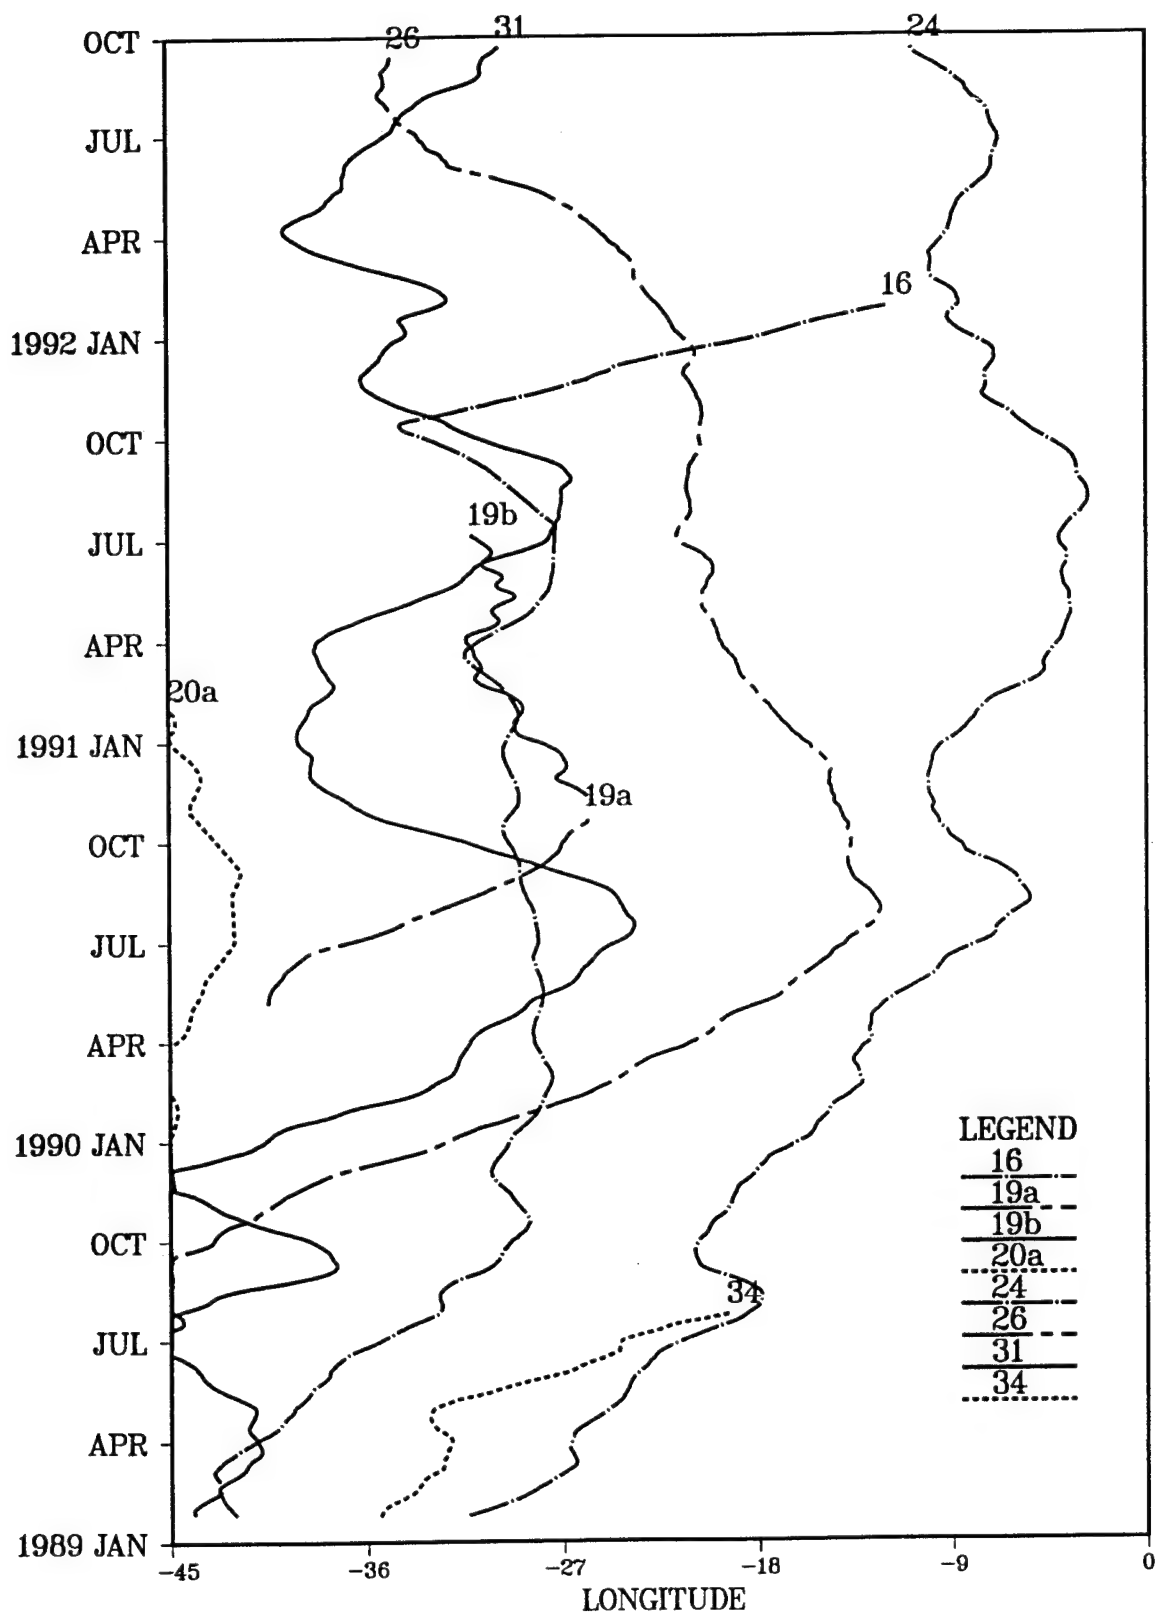 26
31
24
OCT
JUL
APR
16
1992 JAN
OCT
19b
JUL
APR
20a
1991 JAN
19a
OCT
JUL
APR
1990 JAN
LEGEND
16
19a
19b
20a
24
26
31
34
OCT
34
JUL
APR
1989 JAN
-45
-36
-27
-18
-9
0
LONGITUDE